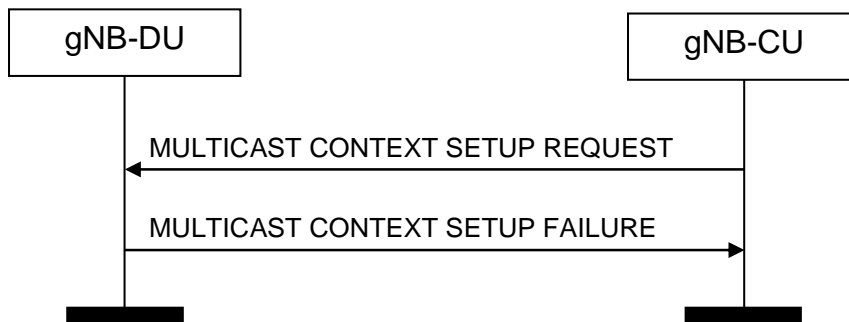 gNB-DU
gNB-CU
MULTICAST CONTEXT SETUP REQUEST
MULTICAST CONTEXT SETUP FAILURE